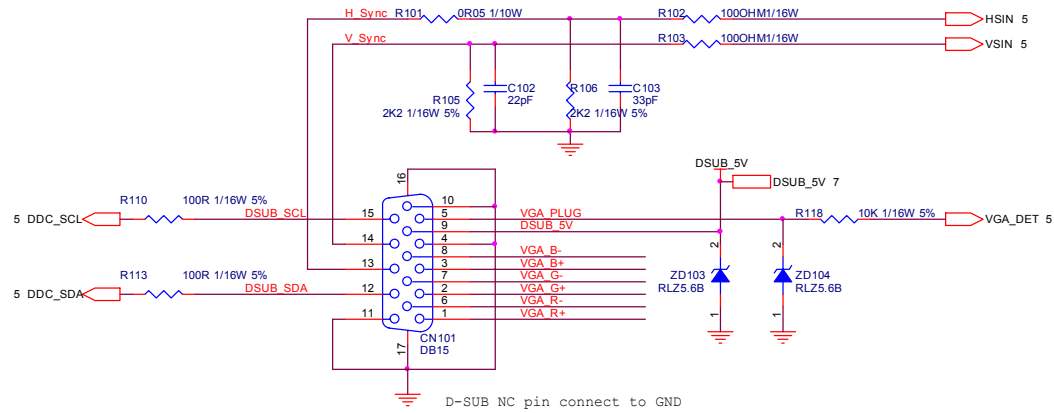 H_Sync R101 0R05 1/10W R102 100OHM1/16W HSIN 5
V_Sync R103 100OHM1/16W VSIN 5
C102 R106 C103
R105 22pF 33pF
2K2 1/16W 5% 2K2 1/16W 5%
DSUB_5V
16 DSUB_5V 7
R110 100R 1/16W 5% 10
5 DDC_SCL DSUB_SCL 15 5 VGA_PLUG R118 10K 1/16W 5% VGA_DET 5
9 DSUB_5V
14 4
8 VGA_B- 2 2
13 3 VGA_B+
R113 100R 1/16W 5% 7 VGA_G- ZD103 ZD104
5 DDC_SDA DSUB_SDA 12 2 VGA_G+ RLZ5.6B RLZ5.6B
6 VGA_R-
11 1 VGA_R+ 1 1
CN101
17 DB15
D-SUB NC pin connect to GND